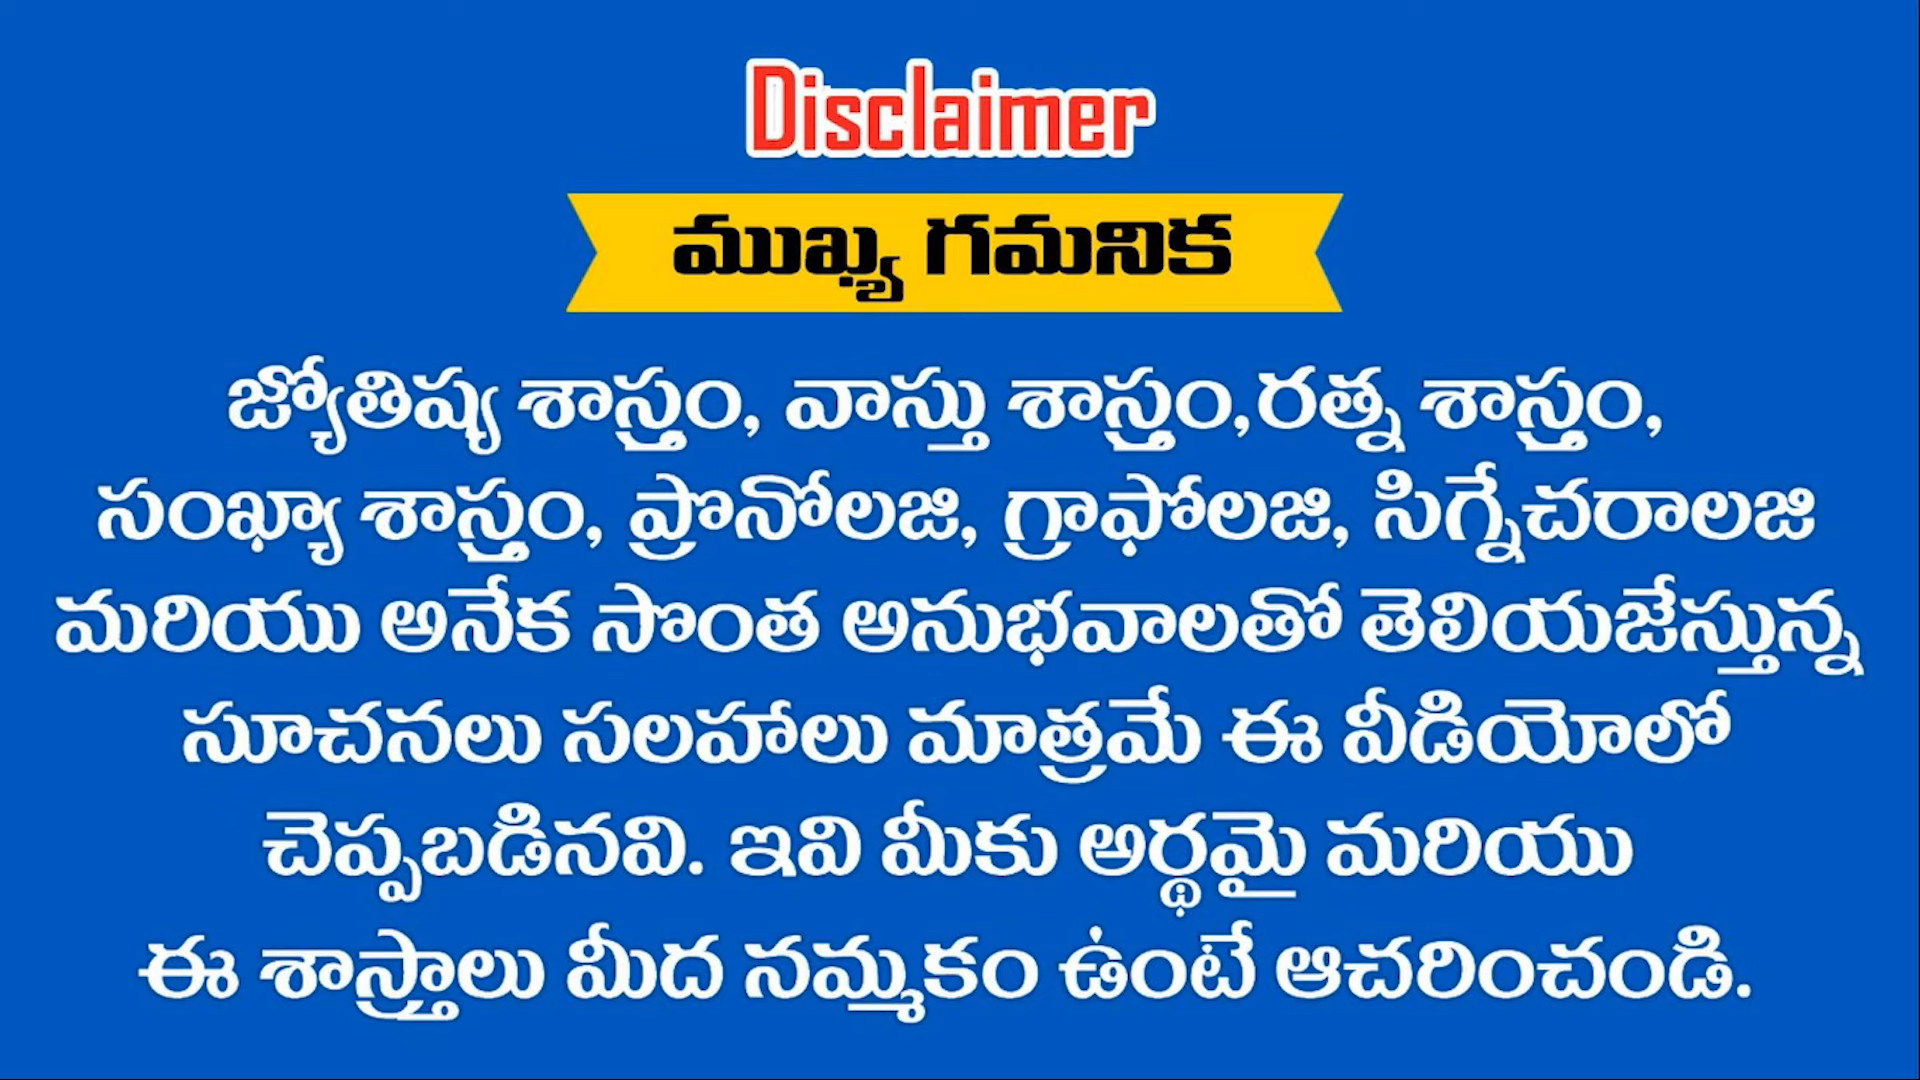 Disclaimer
ముఖ్య గమనిక
జ్యోతిష్య శాస్త్రం, వాస్తు శాస్త్రం,రత్న శాస్త్రం,
సంఖ్యా శాస్త్రం, ప్రొనోలజి, గ్రాఫోలజి, సిగ్నేచరాలజి
మరియు అనేక సొంత అనుభవాలతో తెలియజేస్తున్న
సూచనలు సలహాలు మాత్రమే ఈ వీడియోలో
చెప్పబడినవి. ఇవి మీకు అర్థమై మరియు
ఈ శాస్త్రాలు మీద నమ్మకం ఉంటే ఆచరించండి.